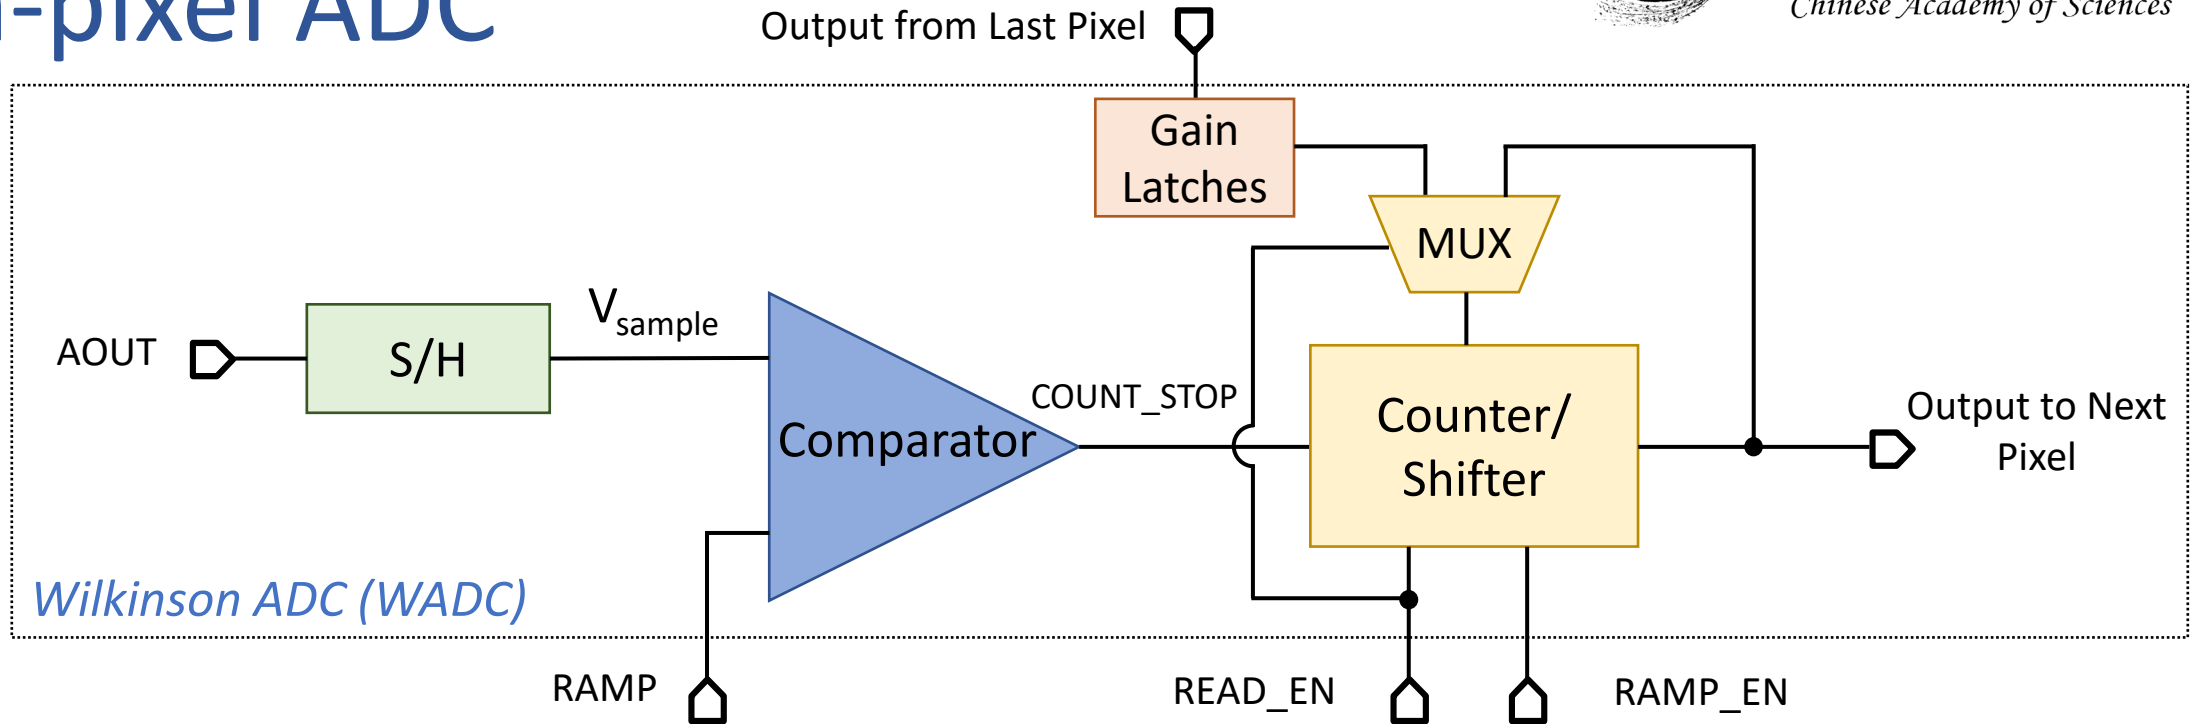 -pixel ADC
Chinese Academy of Sciences
Output from Last Pixel
Gain
Latches
MUX
V_sample
AOUT
S/H
COUNT_STOP
Comparator
Counter/
Shifter
Output to Next
Pixel
Wilkinson ADC (WADC)
RAMP
READ_EN
RAMP_EN